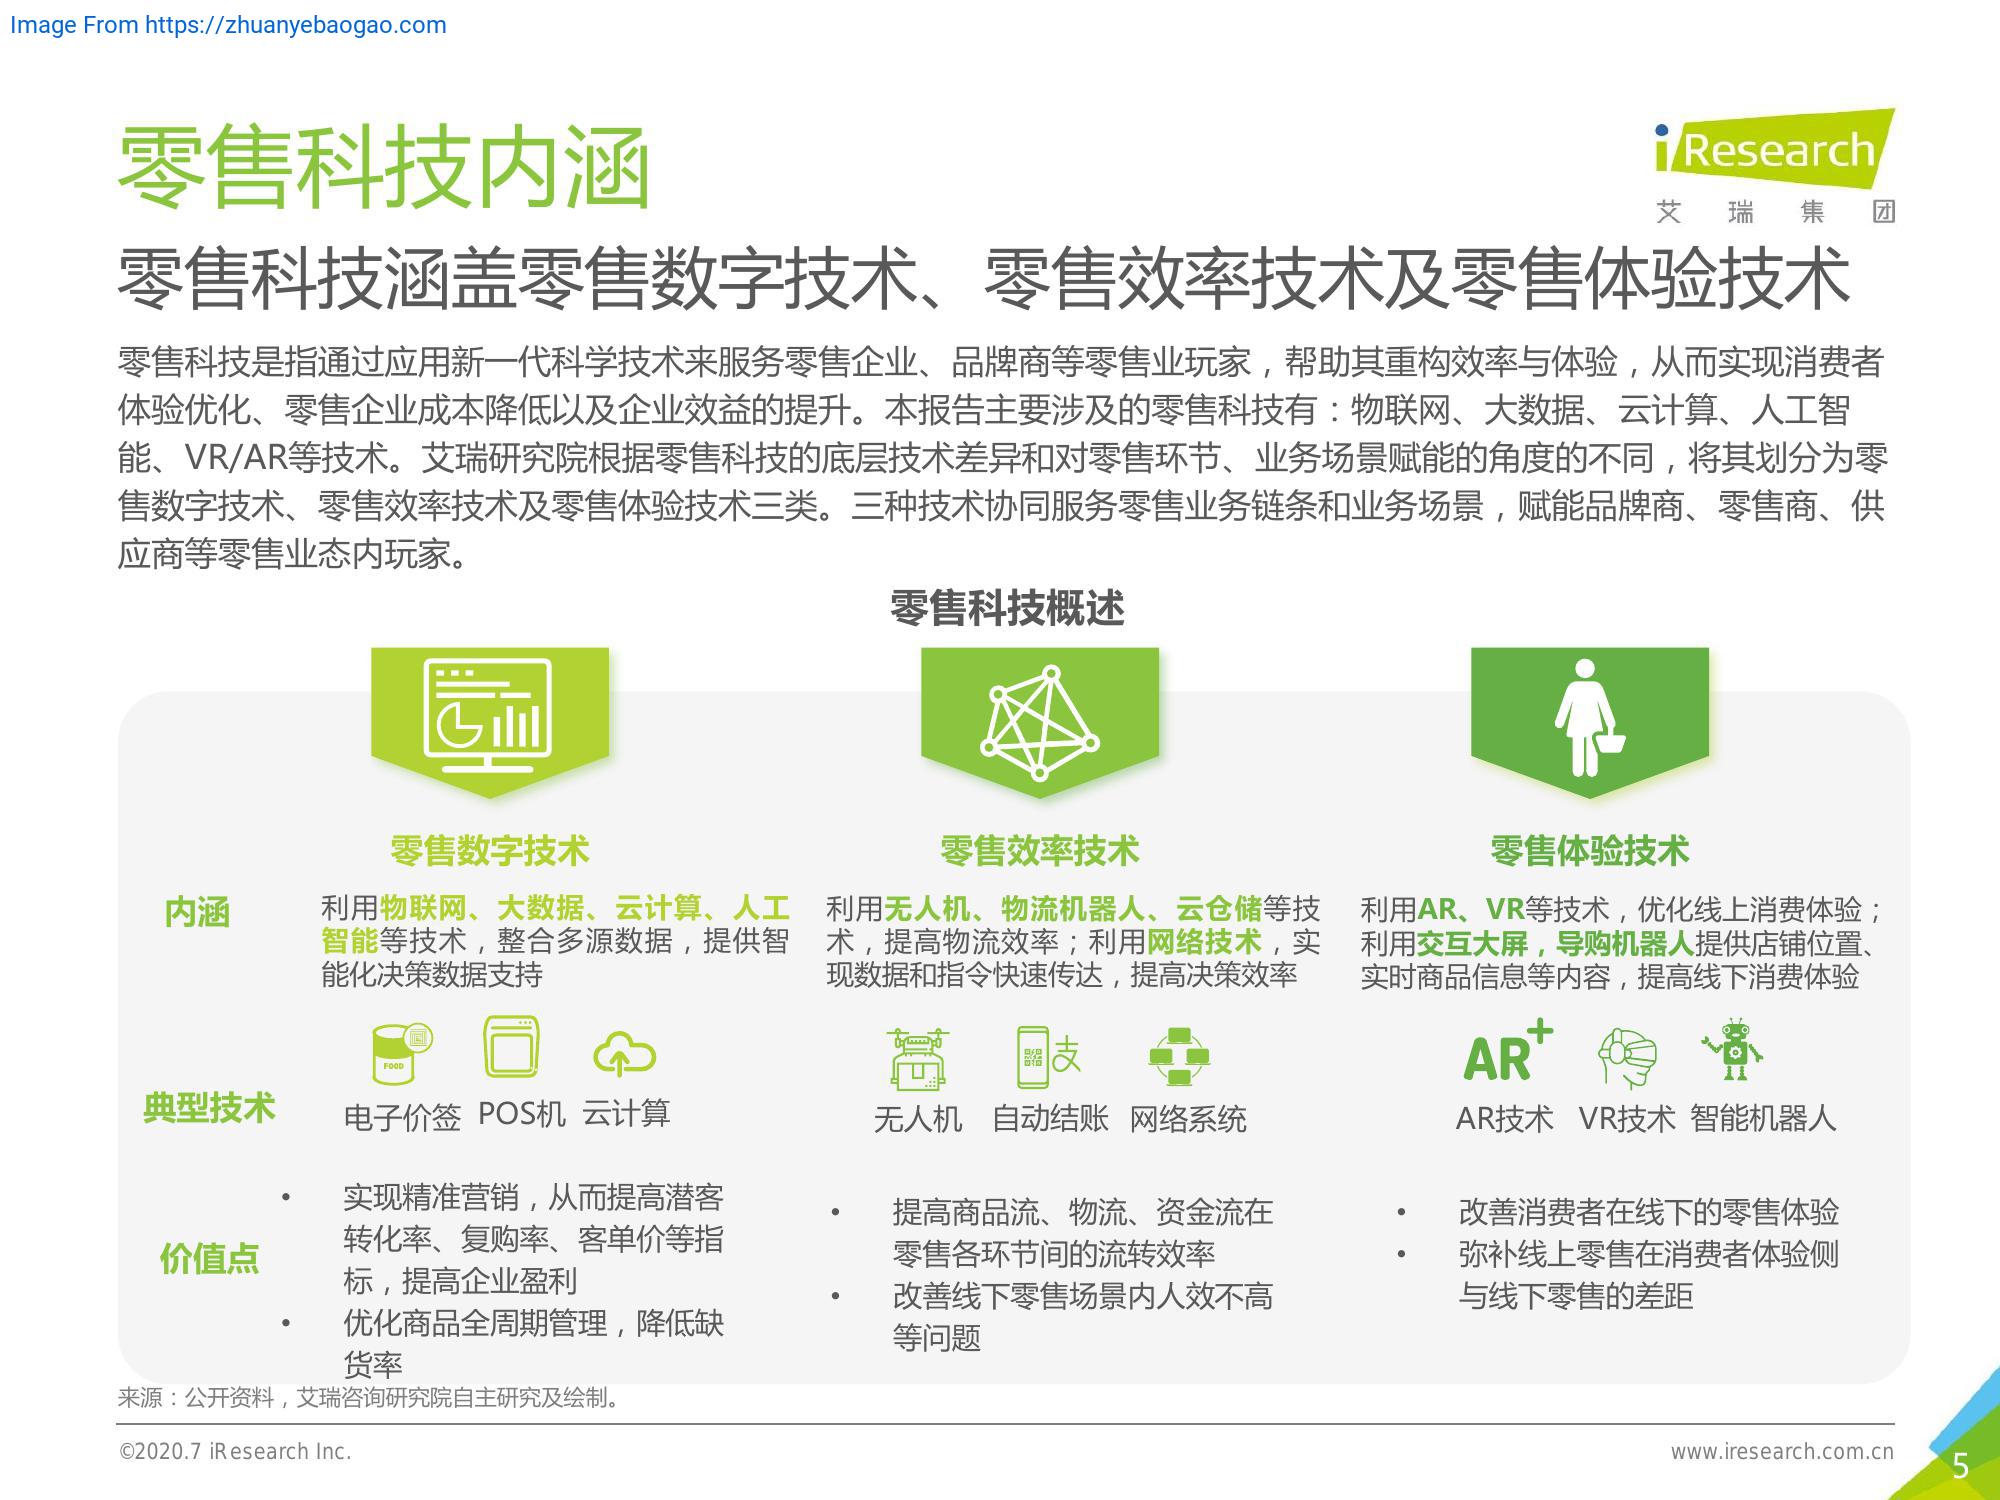 Image From https://zhuanyebaogao.com
零售科技内涵
iResearch
艾瑞集团
零售科技涵盖零售数字技术、零售效率技术及零售体验技术
零售科技是指通过应用新一代科学技术来服务零售企业、品牌商等零售业玩家，帮助其重构效率与体验，从而实现消费者
体验优化、零售企业成本降低以及企业效益的提升。本报告主要涉及的零售科技有：物联网、大数据、云计算、人工智
能、VR/AR等技术。艾瑞研究院根据零售科技的底层技术差异和对零售环节、业务场景赋能的角度的不同，将其划分为零
售数字技术、零售效率技术及零售体验技术三类。三种技术协同服务零售业务链条和业务场景，赋能品牌商、零售商、供
应商等零售业态内玩家。
零售科技概述
零售数字技术
零售效率技术
零售体验技术
内涵
利用物联网、大数据、云计算、人工
智能等技术，整合多源数据，提供智
能化决策数据支持
利用无人机、物流机器人、云仓储等技
术，提高物流效率；利用网络技术，实
现数据和指令快速传达，提高决策效率
利用AR、VR等技术，优化线上消费体验；
利用交互大屏，导购机器人提供店铺位置、
实时商品信息等内容，提高线下消费体验
典型技术
FOOD
电子价签 POS机 云计算
支
无人机 自动结账 网络系统
AR+
AR技术 VR技术 智能机器人
价值点
• 实现精准营销，从而提高潜客
转化率、复购率、客单价等指
标，提高企业盈利
• 优化商品全周期管理，降低缺
货率
• 提高商品流、物流、资金流在
零售各环节间的流转效率
• 改善线下零售场景内人效不高
等问题
• 改善消费者在线下的零售体验
• 弥补线上零售在消费者体验侧
与线下零售的差距
来源：公开资料，艾瑞咨询研究院自主研究及绘制。
©2020.7 iResearch Inc.
www.iresearch.com.cn
5